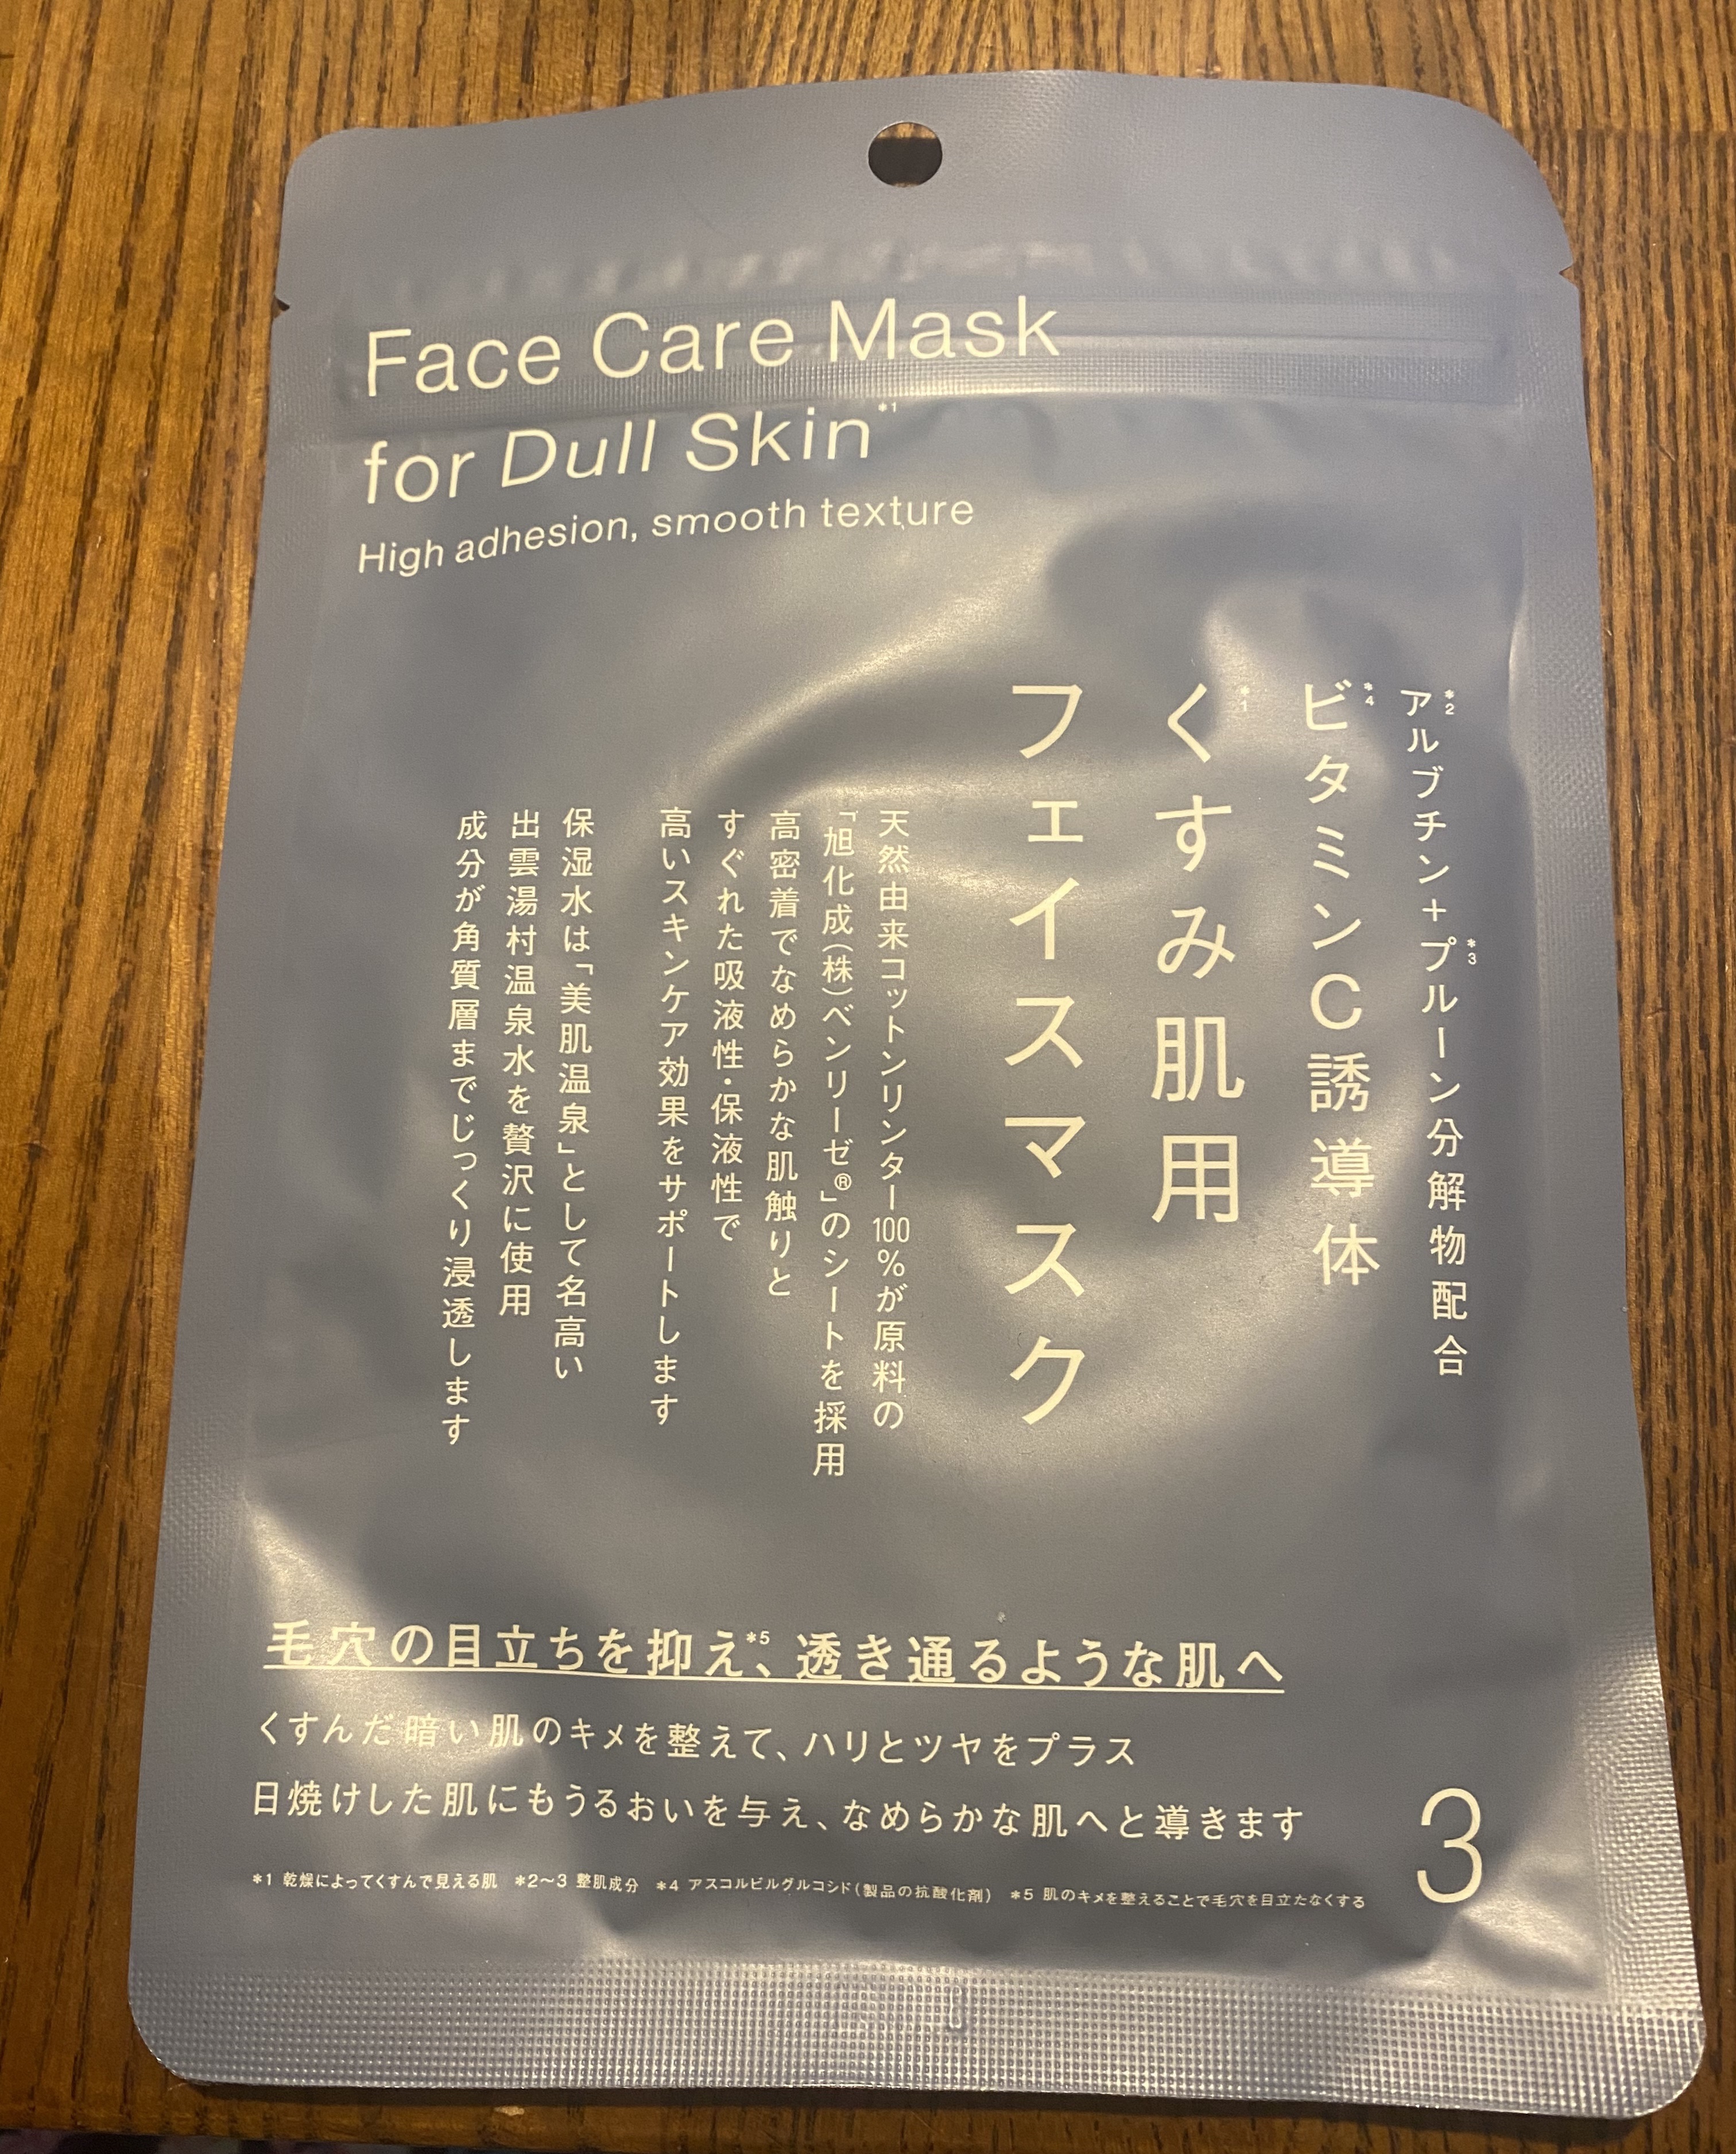 Face Care Mask
for Dull Skin*1
High adhesion, smooth texture
アルブチン*2+プルーン分解物*3配合
ビタミンC誘導体*4
くすみ肌用*1
フェイスマスク
天然由来コットンリンター100%が原料の
「旭化成(株)ベンリーゼ®」のシートを採用
高密着でなめらかな肌触りと
すぐれた吸液性・保液性で
高いスキンケア効果をサポートします
保湿水は「美肌温泉」として名高い
出雲湯村温泉水を贅沢に使用
成分が角質層までじっくり浸透します
毛穴の目立ちを抑え*5、透き通るような肌へ
くすんだ暗い肌のキメを整えて、ハリとツヤをプラス
日焼けした肌にもうるおいを与え、なめらかな肌へと導きます
*1 乾燥によってくすんで見える肌 *2〜3 整肌成分 *4 アスコルビルグルコシド(製品の抗酸化剤) *5 肌のキメを整えることで毛穴を目立たなくする
3